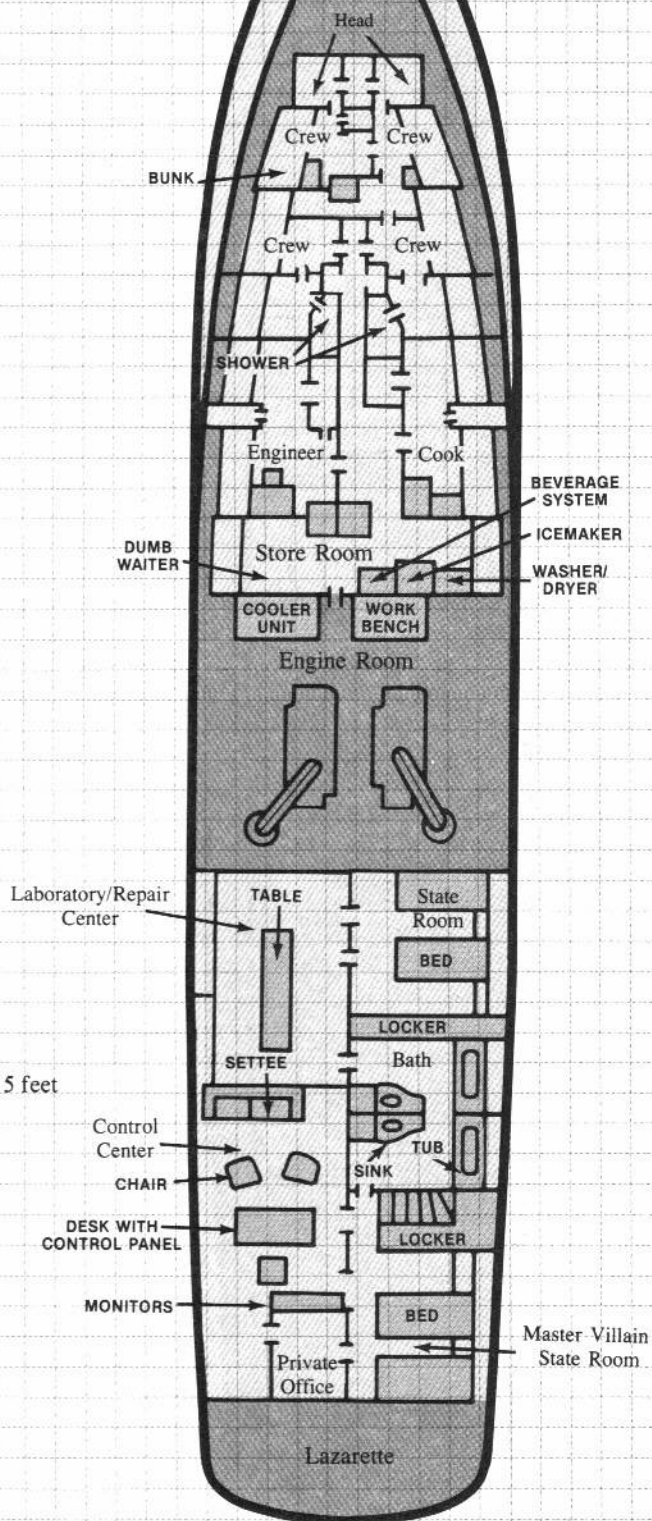 Head
Crew
Crew
BUNK
Crew
Crew
SHOWER
Engineer
Cook
BEVERAGE
SYSTEM
ICEMAKER
WASHER/
DRYER
DUMB
WAITER
Store Room
COOLER
UNIT
WORK
BENCH
Engine Room
Laboratory/Repair
Center
TABLE
State
Room
BED
LOCKER
SETTEE
Bath
5 feet
Control
Center
TUB
SINK
CHAIR
DESK WITH
CONTROL PANEL
LOCKER
MONITORS
BED
Master Villain
State Room
Private
Office
Lazarette